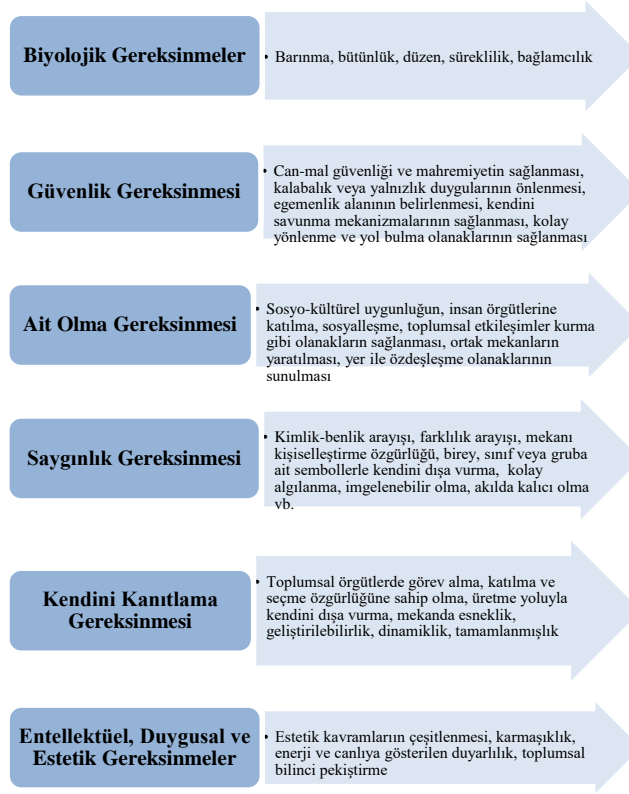 Biyolojik Gereksinmeler
• Barınma, bütünlük, düzen, süreklilik, bağlamcılık
Güvenlik Gereksinmesi
• Can-mal güvenliği ve mahremiyetin sağlanması,
kalabalık veya yalnızlık duygularının önlenmesi,
egemenlik alanının belirlenmesi, kendini
savunma mekanizmalarının sağlanması, kolay
yönlenme ve yol bulma olanaklarının sağlanması
Ait Olma Gereksinmesi
• Sosyo-kültürel uygunluğun, insan örgütlerine
katılma, sosyalleşme, toplumsal etkileşimler kurma
gibi olanakların sağlanması, ortak mekanların
yaratılması, yer ile özdeşleşme olanaklarının
sunulması
Saygınlık Gereksinmesi
• Kimlik-benlik arayışı, farklılık arayışı, mekanı
kişiselleştirme özgürlüğü, birey, sınıf veya gruba
ait sembollerle kendini dışa vurma, kolay
algılanma, imgelenebilir olma, akılda kalıcı olma
vb.
Kendini Kanıtlama
Gereksinmesi
• Toplumsal örgütlerde görev alma, katılma ve
seçme özgürlüğüne sahip olma, üretme yoluyla
kendini dışa vurma, mekanda esneklik,
geliştirilebilirlik, dinamiklik, tamamlanmışlık
Entellektüel, Duygusal ve
Estetik Gereksinmeler
• Estetik kavramlarıın çeşitlenmesi, karmaşıklık,
enerji ve canlıya gösterilen duyarlılık, toplumsal
bilinci pekiştirme